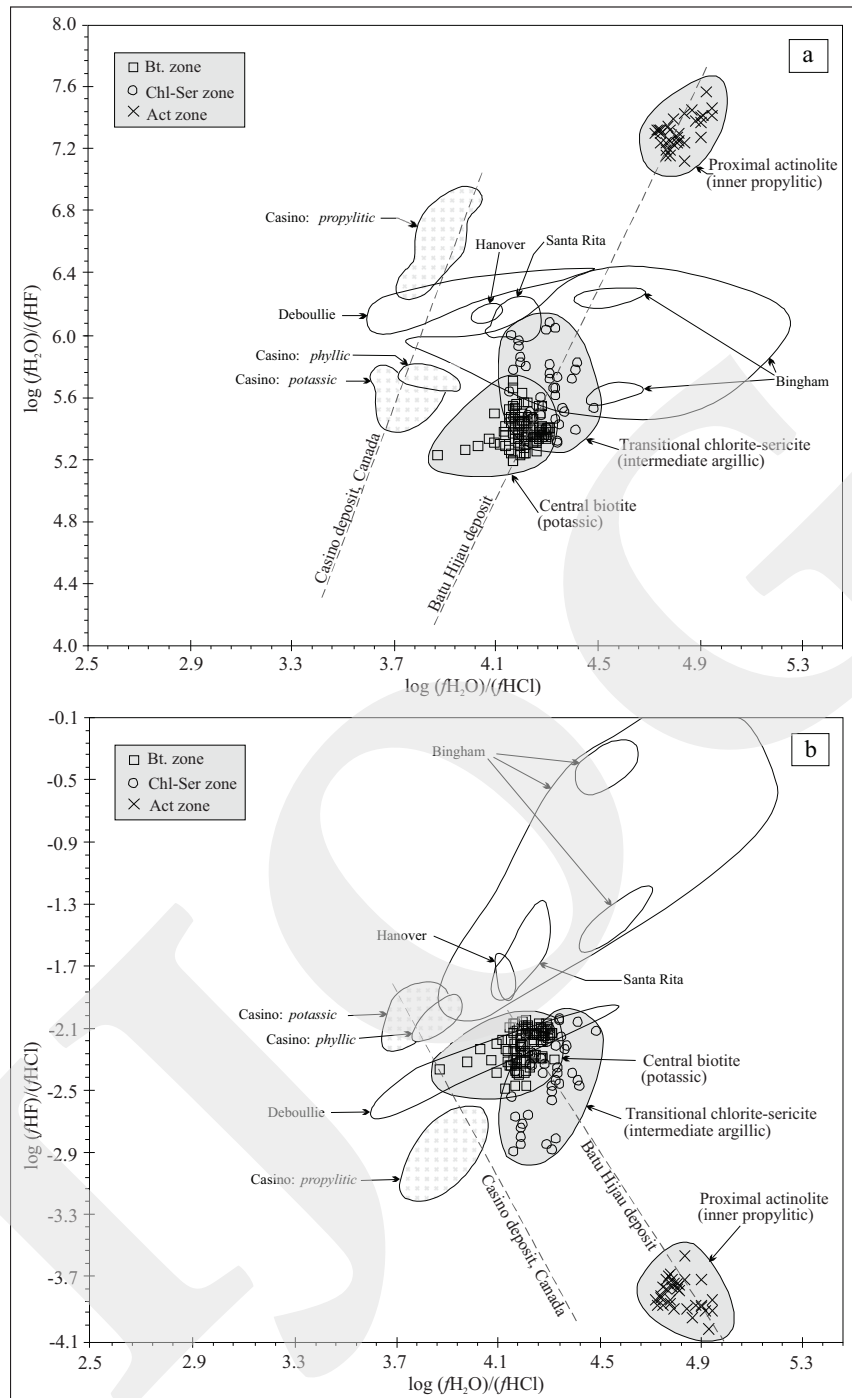 a
Bt. zone
Chl-Ser zone
Act zone
8.0
7.6
7.2
6.8
6.4
6.0
5.6
5.2
4.8
4.4
4.0
log (fH2O)/(fHF)
Proximal actinolite
(inner propylitic)
Casino: propylitic
Hanover
Santa Rita
Deboullie
Casino: phyllic
Casino: potassic
Bingham
Transitional chlorite-sericite
(intermediate argillic)
Central biotite
(potassic)
Casino deposit, Canada
Batu Hijau deposit
2.5 2.9 3.3 3.7 4.1 4.5 4.9 5.3
log (fH2O)/(fHCl)
b
Bt. zone
Chl-Ser zone
Act zone
-0.1
-0.5
-0.9
-1.3
-1.7
-2.1
-2.5
-2.9
-3.3
-3.7
-4.1
log (fHF)/(fHCl)
Bingham
Hanover
Santa Rita
Casino: potassic
Casino: phyllic
Central biotite
(potassic)
Deboullie
Transitional chlorite-sericite
(intermediate argillic)
Casino: propylitic
Casino deposit, Canada
Batu Hijau deposit
Proximal actinolite
(inner propylitic)
2.5 2.9 3.3 3.7 4.1 4.5 4.9 5.3
log (fH2O)/(fHCl)
IJOG